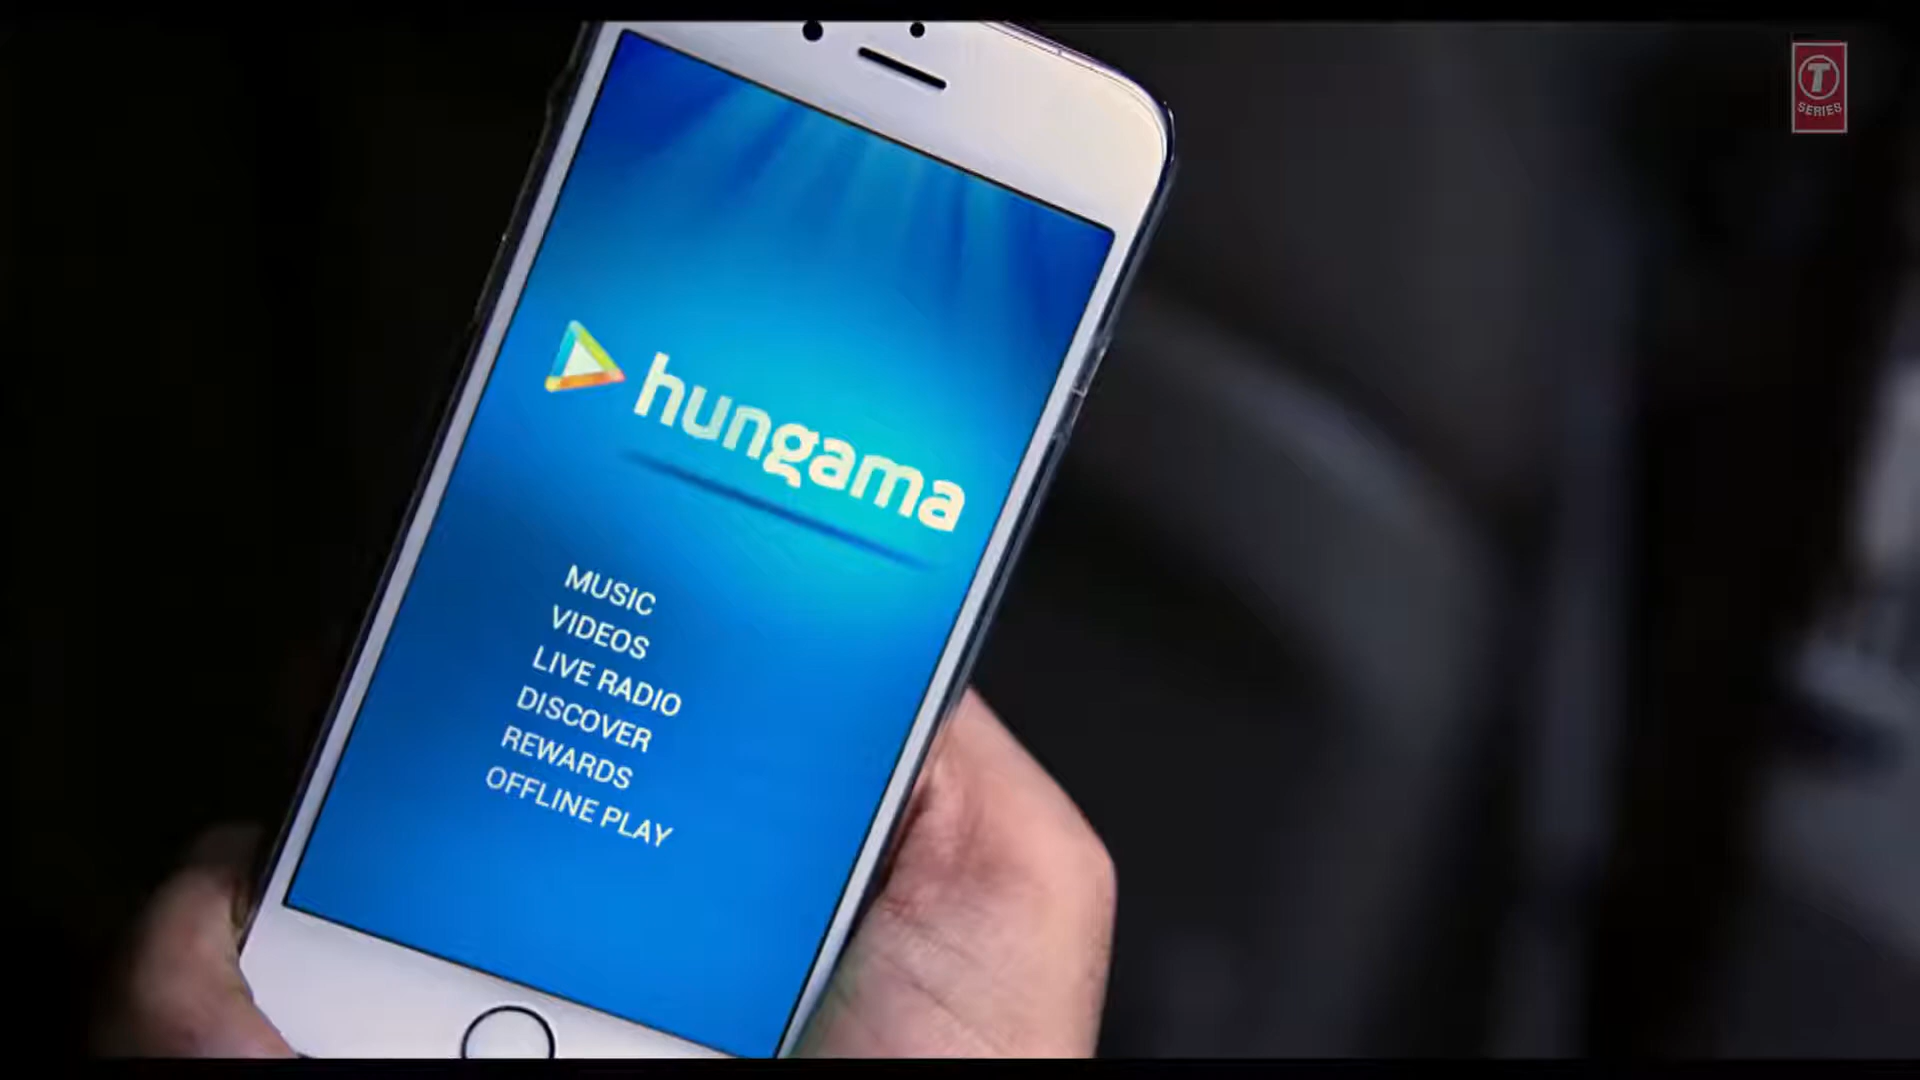 T
SERIES
hungama
MUSIC
VIDEOS
LIVE RADIO
DISCOVER
REWARDS
OFFLINE PLAY